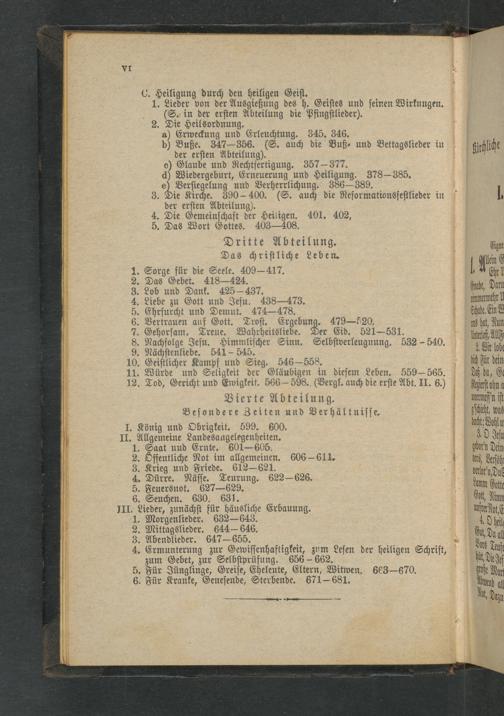 VI
C. Heiligung durch den heiligen Geist.
1. Lieder von der Ausgießung des h. Geistes und seinen Wirkungen.
(S. in der ersten Abteilung die Pfingstlieder).
2. Die Heilsordnung.
a) Erweckung und Erleuchtung. 345. 346.
b) Buße. 347—356. (S. auch die Buß- und Bettagslieder in
der ersten Abteilung).
c) Glaube und Rechtfertigung. 357—377.
d) Wiedergeburt, Erneuerung und Heiligung. 378—385.
e) Versiegelung und Verherrlichung. 386—389.
3. Die Kirche. 390—400. (S. auch die Reformationsfestlieder in
der ersten Abteilung).
4. Die Gemeinschaft der Heiligen. 401. 402.
5. Das Wort Gottes. 403—408.
Dritte Abteilung.
Das christliche Leben.
1. Sorge für die Seele. 409—417.
2. Das Gebet. 418—424.
3. Lob und Dank. 425—437.
4. Liebe zu Gott und Jesu. 438—473.
5. Ehrfurcht und Demut. 474—478.
6. Vertrauen auf Gott. Trost. Ergebung. 479—520.
7. Gehorsam. Treue. Wahrheitsliebe. Der Eid. 521—531.
8. Nachfolge Jesu. Himmlischer Sinn. Selbstverleugnung. 532-540.
9. Nächstenliebe. 541—545.
10. Geistlicher Kampf und Sieg. 546—558.
11. Würde und Seligkeit der Gläubigen in diesem Leben. 559—565.
12. Tod, Gericht und Ewigkeit. 566—598. (Vergl. auch die erste Abt. II. 6.)
Vierte Abteilung.
Besondere Zeiten und Verhältnisse.
I. König und Obrigkeit. 599. 600.
II. Allgemeine Landesangelegenheiten.
1. Saat und Ernte. 601—605.
2. Öffentliche Not im allgemeinen. 606—611.
3. Krieg und Friede. 612—621.
4. Dürre. Nässe. Teurung. 622—626.
5. Feuersnot. 627—629.
6. Seuchen. 630. 631.
III. Lieder, zunächst für häusliche Erbauung.
1. Morgenlieder. 632—643.
2. Mittagslieder. 644—646.
3. Abendlieder. 647—655.
4. Ermunterung zur Gewissenhaftigkeit, zum Lesen der heiligen Schrift,
zum Gebet, zur Selbstprüfung. 656—662.
5. Für Jünglinge, Greise, Eheleute, Eltern, Witwen. 663—670.
6. Für Kranke, Genesende, Sterbende. 671—681.
Kirchliche
I.